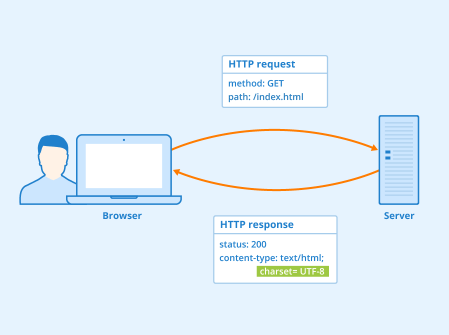 HTTP request
method: GET
path: /index.html
Browser
Server
HTTP response
status: 200
content-type: text/html;
charset= UTF-8